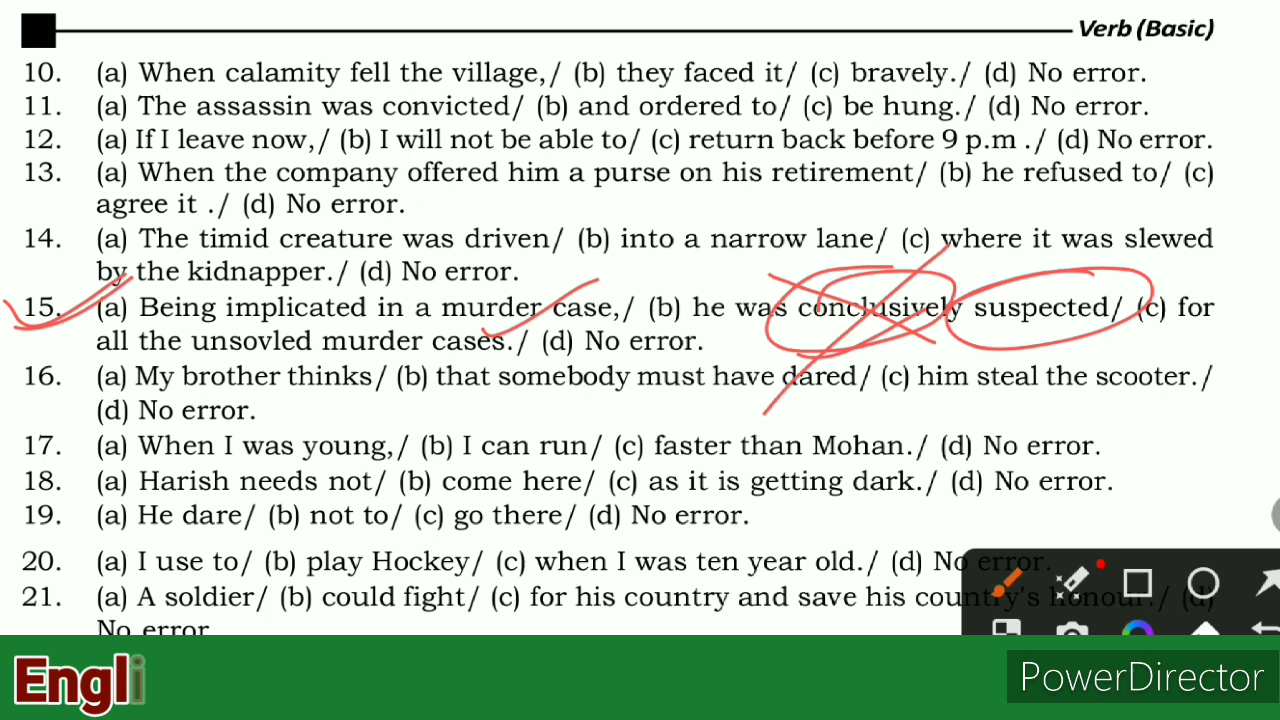 Verb (Basic)
10. (a) When calamity fell the village,/ (b) they faced it/ (c) bravely./ (d) No error.
11. (a) The assassin was convicted/ (b) and ordered to/ (c) be hung./ (d) No error.
12. (a) If I leave now,/ (b) I will not be able to/ (c) return back before 9 p.m ./ (d) No error.
13. (a) When the company offered him a purse on his retirement/ (b) he refused to/ (c)
agree it ./ (d) No error.
14. (a) The timid creature was driven/ (b) into a narrow lane/ (c) where it was slewed
by the kidnapper./ (d) No error.
15. (a) Being implicated in a murder case,/ (b) he was conclusively suspected/ (c) for
all the unsovled murder cases./ (d) No error.
16. (a) My brother thinks/ (b) that somebody must have dared/ (c) him steal the scooter./
(d) No error.
17. (a) When I was young,/ (b) I can run/ (c) faster than Mohan./ (d) No error.
18. (a) Harish needs not/ (b) come here/ (c) as it is getting dark./ (d) No error.
19. (a) He dare/ (b) not to/ (c) go there/ (d) No error.
20. (a) I use to/ (b) play Hockey/ (c) when I was ten year old./ (d) No error.
21. (a) A soldier/ (b) could fight/ (c) for his country and save his country's honour./ (d)
No error
Engli
PowerDirector